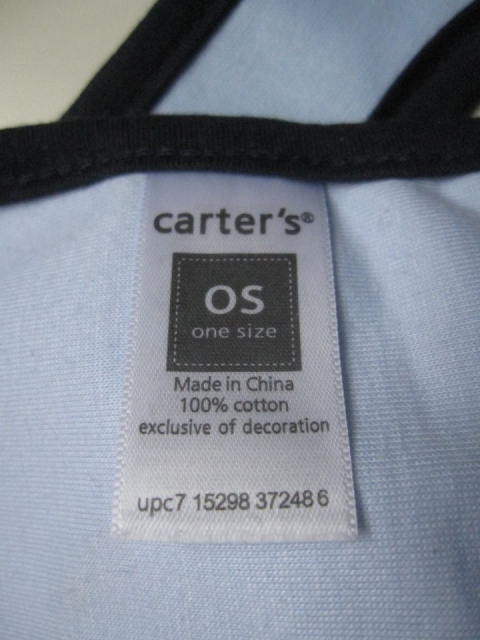 carter's®
OS
one size
Made in China
100% cotton
exclusive of decoration
upc7 15298 37248 6